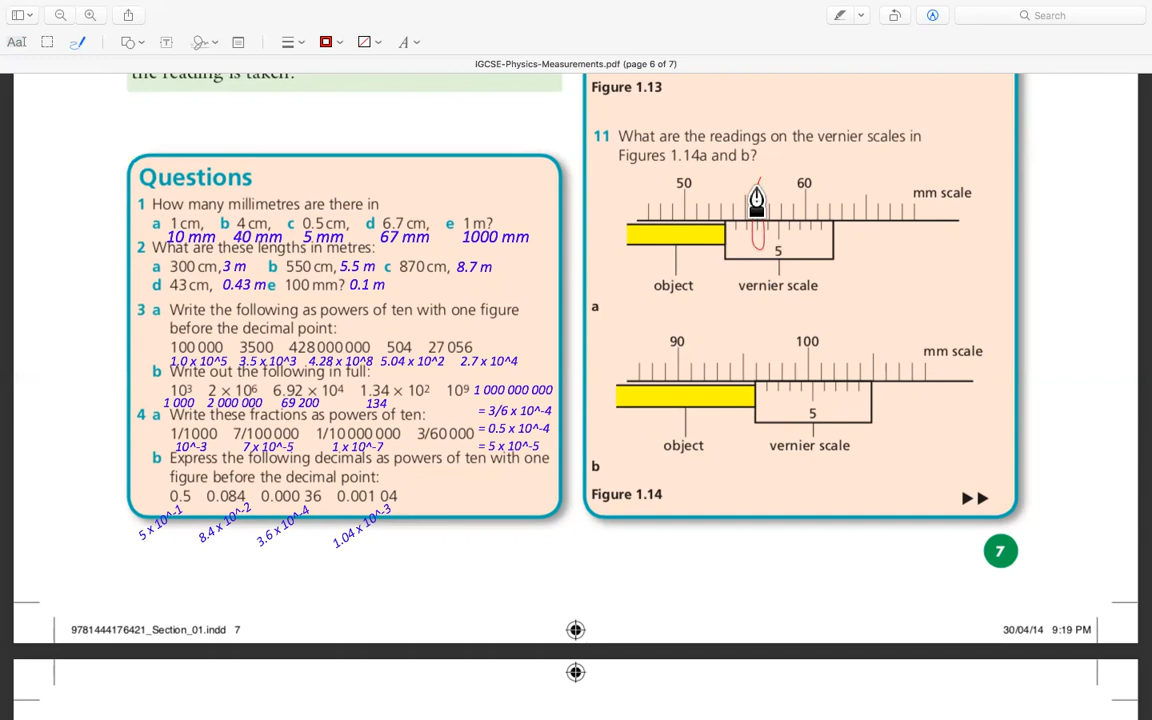 Search
AaI
A
IGCSE-Physics-Measurements.pdf (page 6 of 7)
the reading is taken?
Questions
1 How many millimetres are there in
a 1 cm, b 4 cm, c 0.5 cm, d 6.7 cm, e 1 m?
10 mm 40 mm 5 mm 67 mm 1000 mm
2 What are these lengths in metres:
a 300 cm, 3 m b 550 cm, 5.5 m c 870 cm, 8.7 m
d 43 cm, 0.43 m e 100 mm? 0.1 m
3 a Write the following as powers of ten with one figure
before the decimal point:
100 000 3500 428 000 000 504 27 056
1.0 x 10^5 3.5 x 10^3 4.28 x 10^8 5.04 x 10^2 2.7 x 10^4
b Write out the following in full:
10³ 2 × 10⁶ 6.92 × 10⁴ 1.34 × 10² 10⁹ 1 000 000 000
1 000 2 000 000 69 200 134
4 a Write these fractions as powers of ten:
= 3/6 x 10^-4
1/1000 7/100 000 1/10 000 000 3/60 000 = 0.5 x 10^-4
10^-3 7 x 10^-5 1 x 10^-7 = 5 x 10^-5
b Express the following decimals as powers of ten with one
figure before the decimal point:
0.5 0.084 0.000 36 0.001 04
5 x 10^-1 8.4 x 10^-2 3.6 x 10^-4 1.04 x 10^-3
Figure 1.13
11 What are the readings on the vernier scales in
Figures 1.14a and b?
50 60
mm scale
5
object vernier scale
a
90 100
mm scale
5
object vernier scale
b
Figure 1.14
7
9781444176421_Section_01.indd 7
30/04/14 9:19 PM